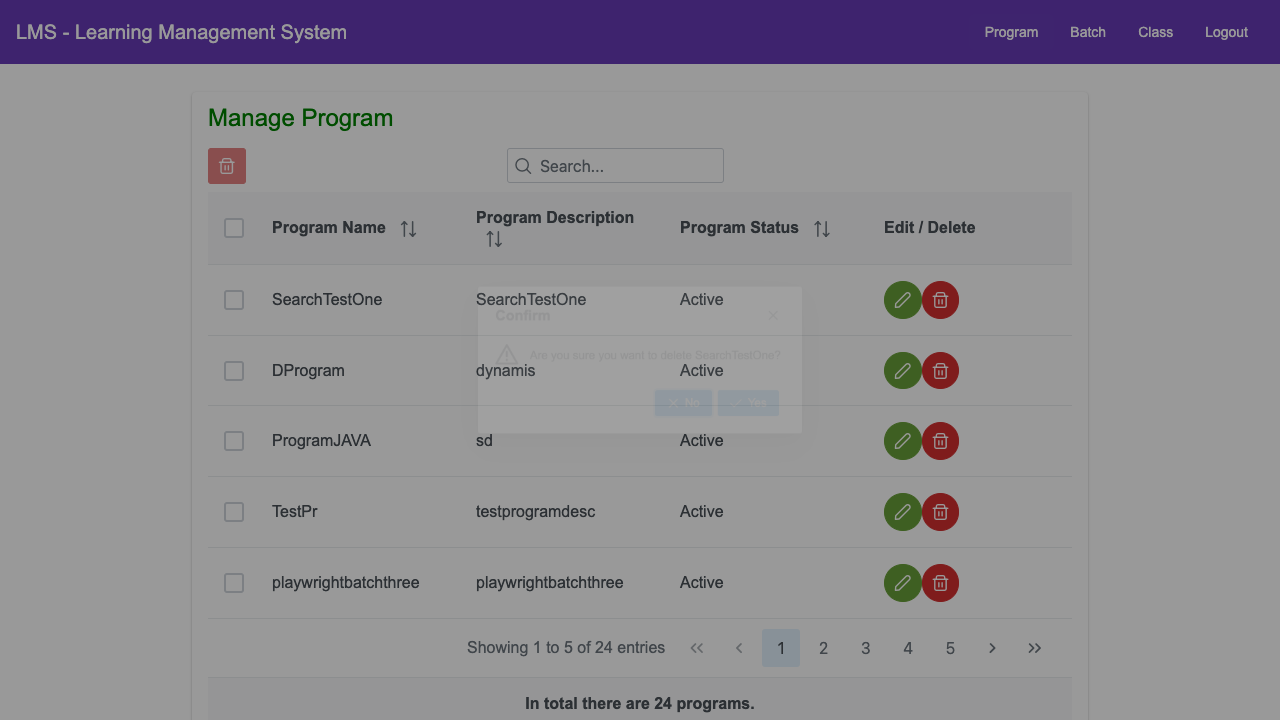 LMS - Learning Management System
Program Batch Class Logout
Manage Program
Search...
Program Name Program Description Program Status Edit / Delete
SearchTestOne SearchTestOne Active
Confirm
Are you sure you want to delete SearchTestOne?
DProgram dynamis Active
No Yes
ProgramJAVA sd Active
TestPr testprogramdesc Active
playwrightbatchthree playwrightbatchthree Active
Showing 1 to 5 of 24 entries 1 2 3 4 5
In total there are 24 programs.